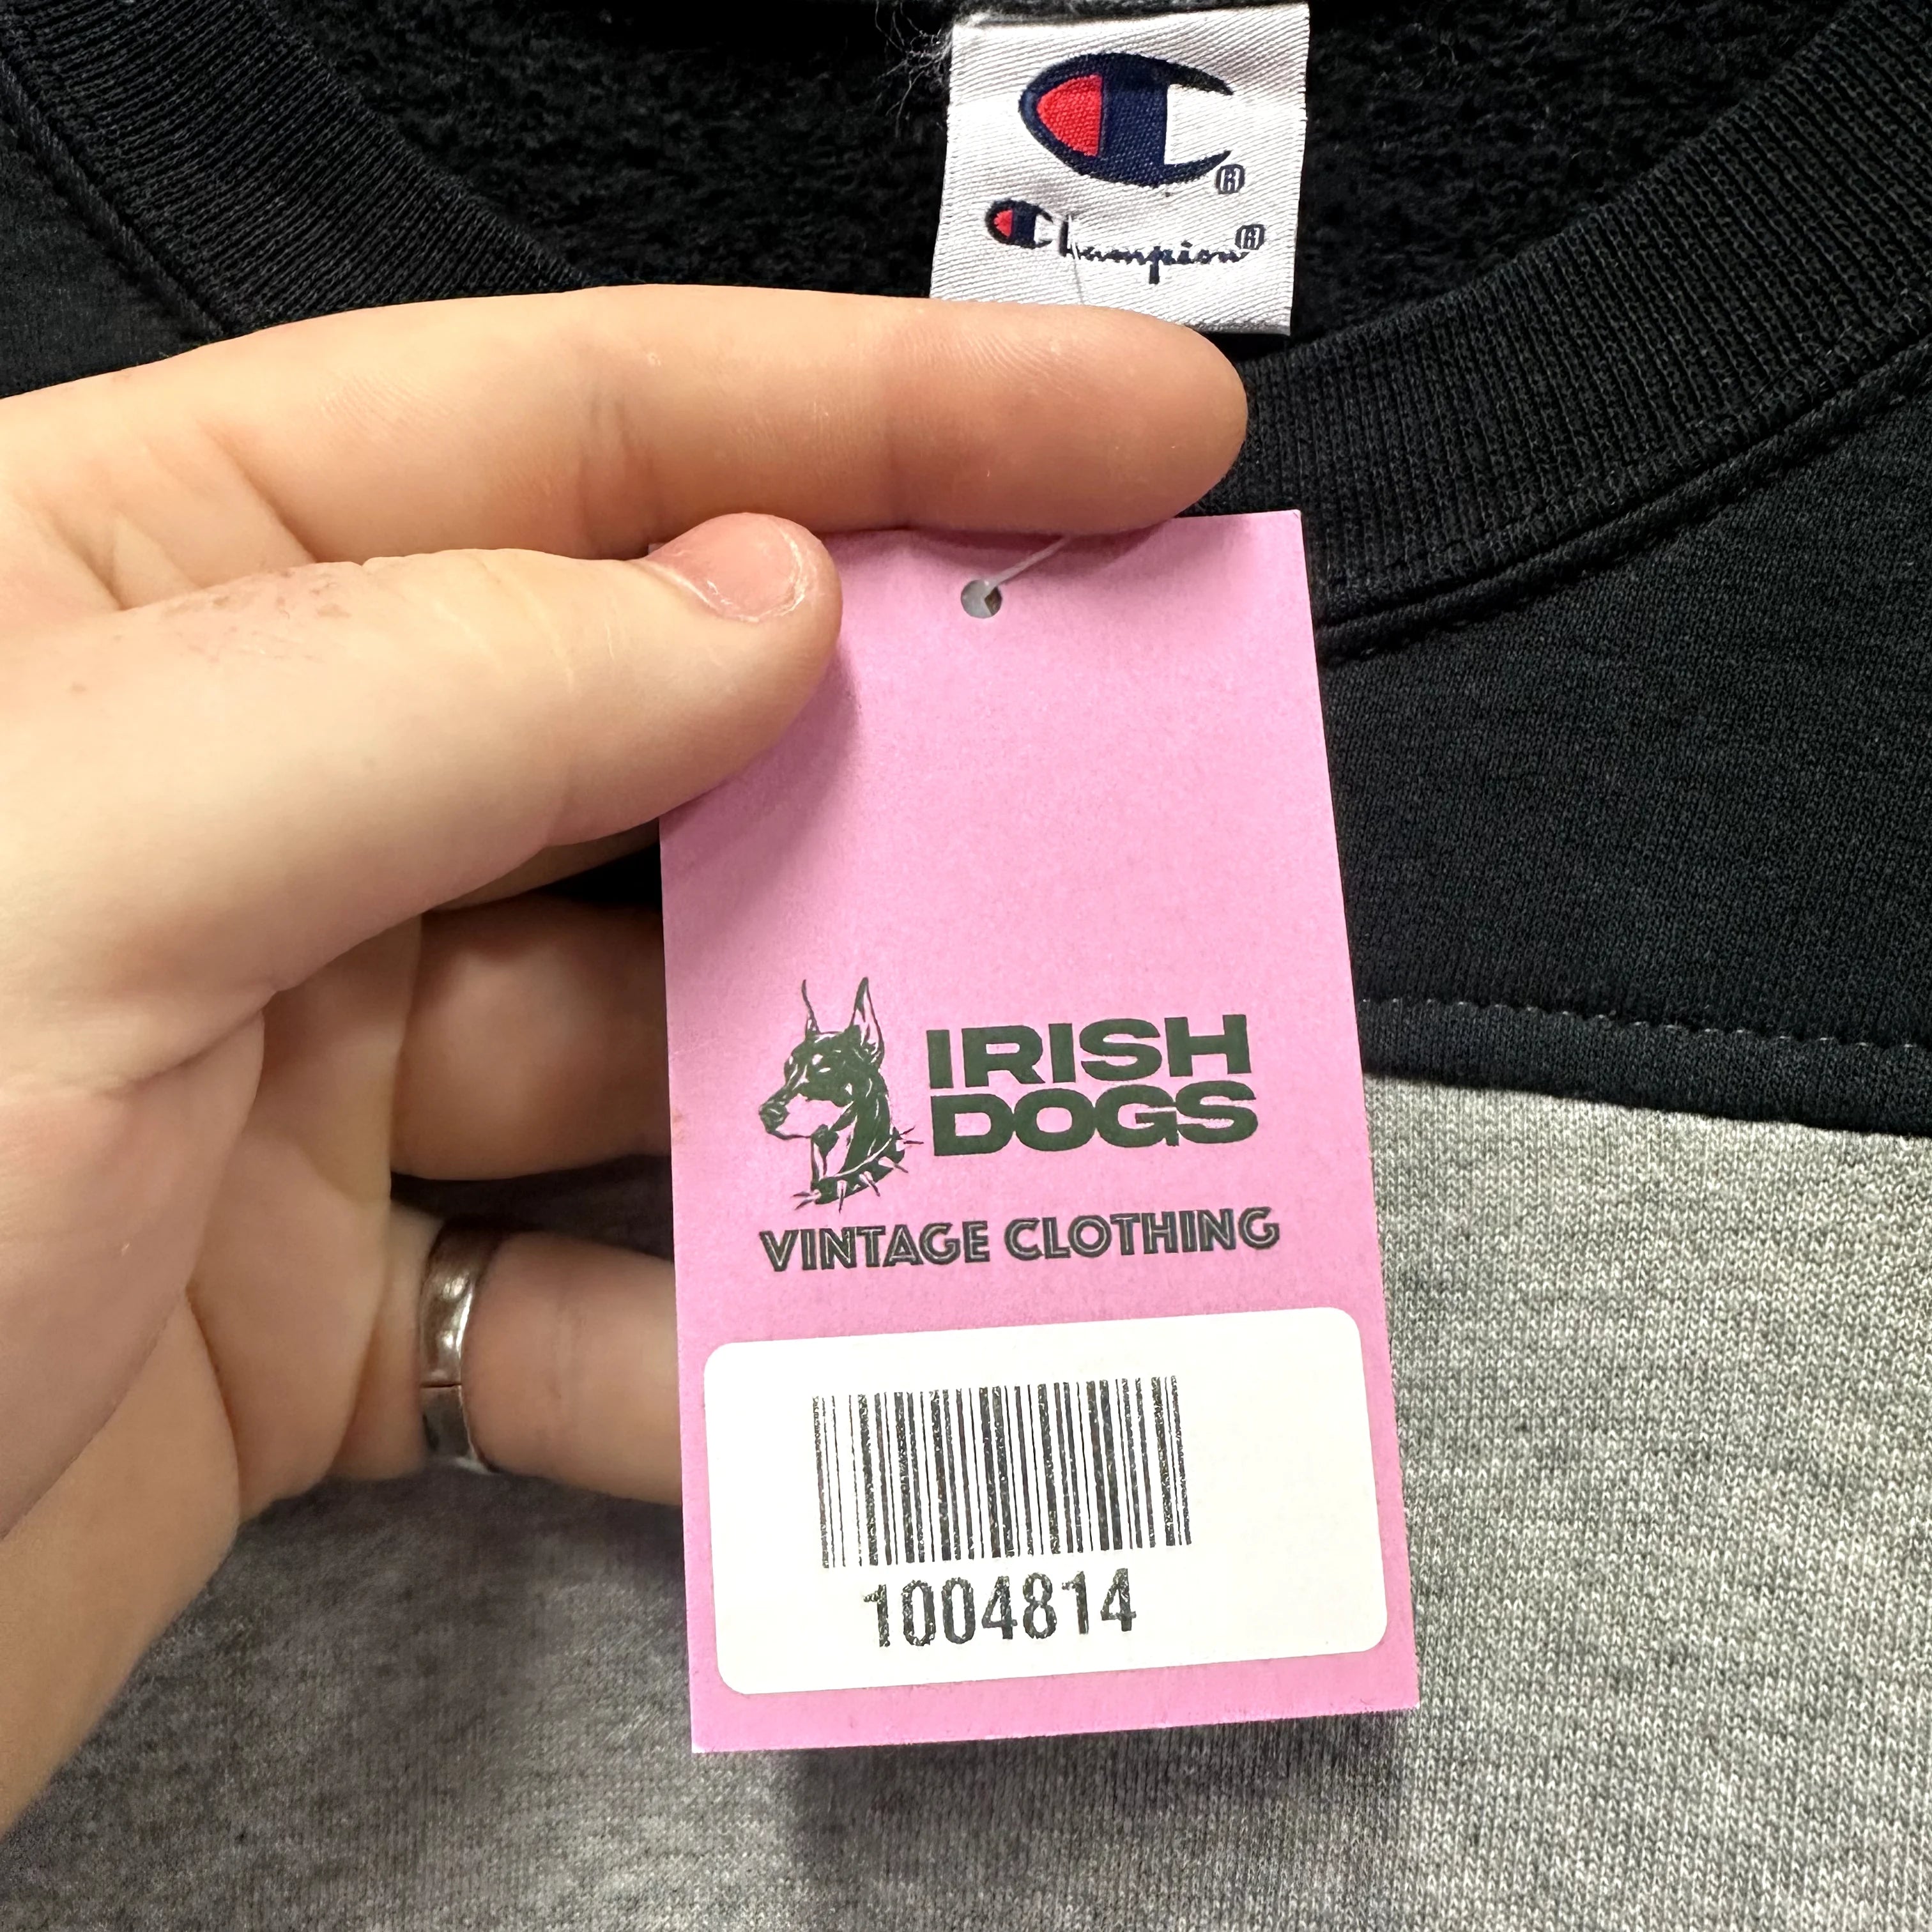 ®
Champion®
IRISH
DOGS
VINTAGE CLOTHING
1004814